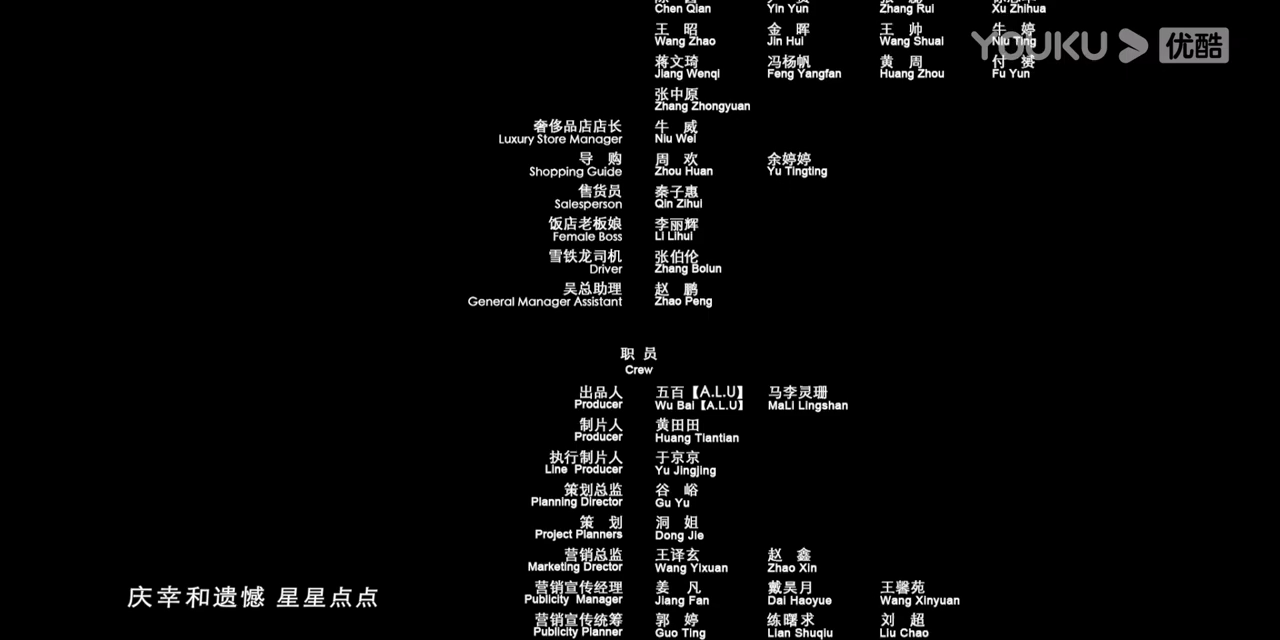 Chen Qian Yin Yun Zhang Rui Xu Zhihua
王 昭 金 晖 王 帅 牛 婷
Wang Zhao Jin Hui Wang Shuai Niu Ting
YOUKU 优酷
蒋文琦 冯杨帆 黄 周 付 赟
Jiang Wenqi Feng Yangfan Huang Zhou Fu Yun
张中原
Zhang Zhongyuan
奢侈品店店长 牛 威
Luxury Store Manager Niu Wei
导 购 周 欢 余婷婷
Shopping Guide Zhou Huan Yu Tingting
售货员 秦子惠
Salesperson Qin Zihui
饭店老板娘 李丽辉
Female Boss Li Lihui
雪铁龙司机 张伯伦
Driver Zhang Bolun
吴总助理 赵 鹏
General Manager Assistant Zhao Peng
职 员
Crew
出品人 五百【A.L.U】 马李灵珊
Producer Wu Bai【A.L.U】 MaLi Lingshan
制片人 黄田田
Producer Huang Tiantian
执行制片人 于京京
Line Producer Yu Jingjing
策划总监 谷 峪
Planning Director Gu Yu
策 划 洞 姐
Project Planners Dong Jie
营销总监 王译玄 赵 鑫
Marketing Drector Wang Yixuan Zhao Xin
营销宣传经理 姜 凡 戴昊月 王馨苑
Publicity Manager Jiang Fan Dai Haoyue Wang Xinyuan
营销宣传统筹 郭 婷 练曙求 刘 超
Publicity Planner Guo Ting Lian Shuqiu Liu Chao
庆幸和遗憾 星星点点